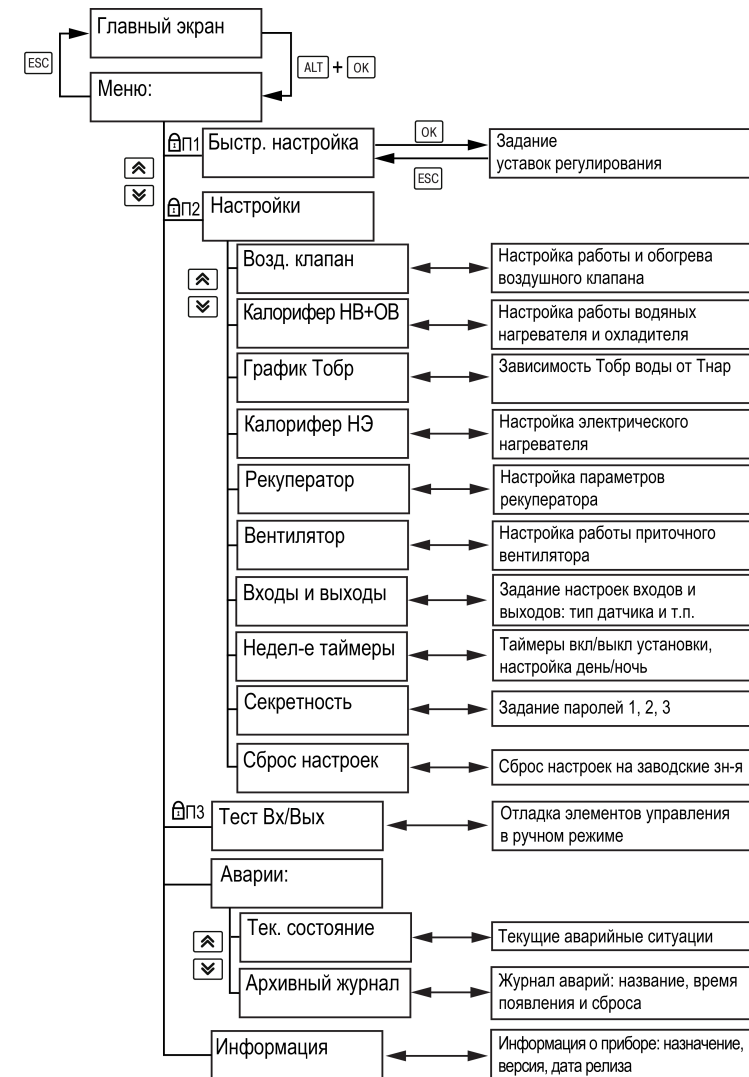 Главный экран
ESC
ALT + OK
Меню:
П1
Быстр. настройка
OK
ESC
Задание
уставок регулирования
П2
Настройки
Возд. клапан
Настройка работы и обогрева
воздушного клапана
Калорифер НВ+ОВ
Настройка работы водяных
нагревателя и охладителя
График Тобр
Зависимость Тобр воды от Тнар
Калорифер НЭ
Настройка электрического
нагревателя
Рекуператор
Настройка параметров
рекуператора
Вентилятор
Настройка работы приточного
вентилятора
Входы и выходы
Задание настроек входов и
выходов: тип датчика и т.п.
Недел-е таймеры
Таймеры вкл/выкл установки,
настройка день/ночь
Секретность
Задание паролей 1, 2, 3
Сброс настроек
Сброс настроек на заводские зн-я
П3
Тест Вх/Вых
Отладка элементов управления
в ручном режиме
Аварии:
Тек. состояние
Текущие аварийные ситуации
Архивный журнал
Журнал аварий: название, время
появления и сброса
Информация
Информация о приборе: назначение,
версия, дата релиза